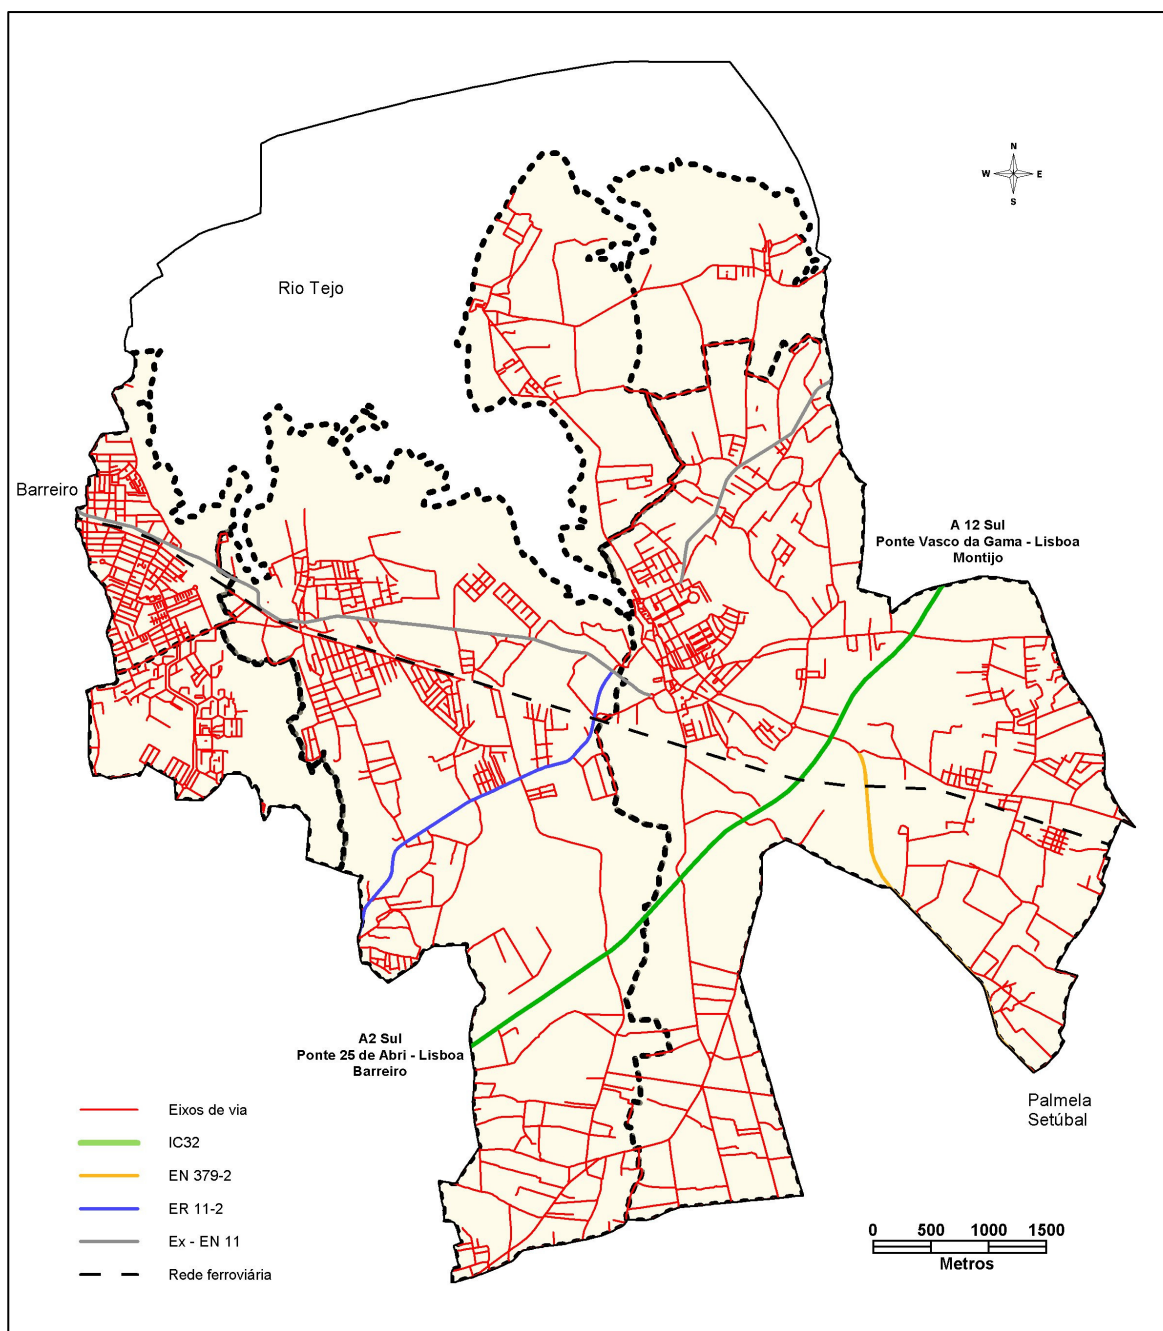 N
W E
S
Rio Tejo
Barreiro
A 12 Sul
Ponte Vasco da Gama - Lisboa
Montijo
A2 Sul
Ponte 25 de Abri - Lisboa
Barreiro
Palmela
Setúbal
Eixos de via
IC32
EN 379-2
ER 11-2
Ex - EN 11
Rede ferroviária
0 500 1000 1500
Metros